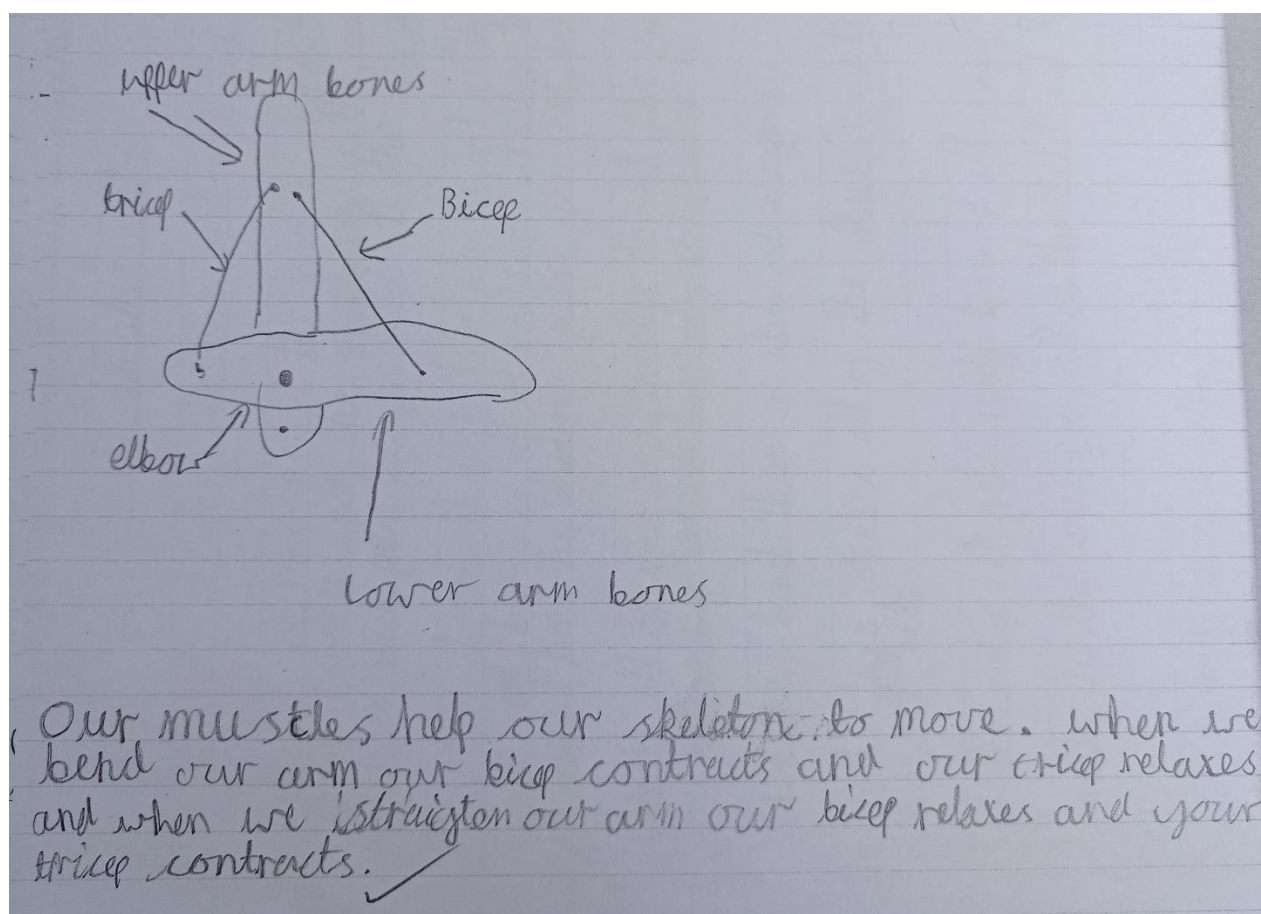 upper arm bones
tricep
Bicep
elbow
lower arm bones
Our mustles help our skeleton to move. When we
bend our arm our bicep contracts and our tricep relaxes
and when we straigten our arm our bicep relaxes and your
tricep contracts.